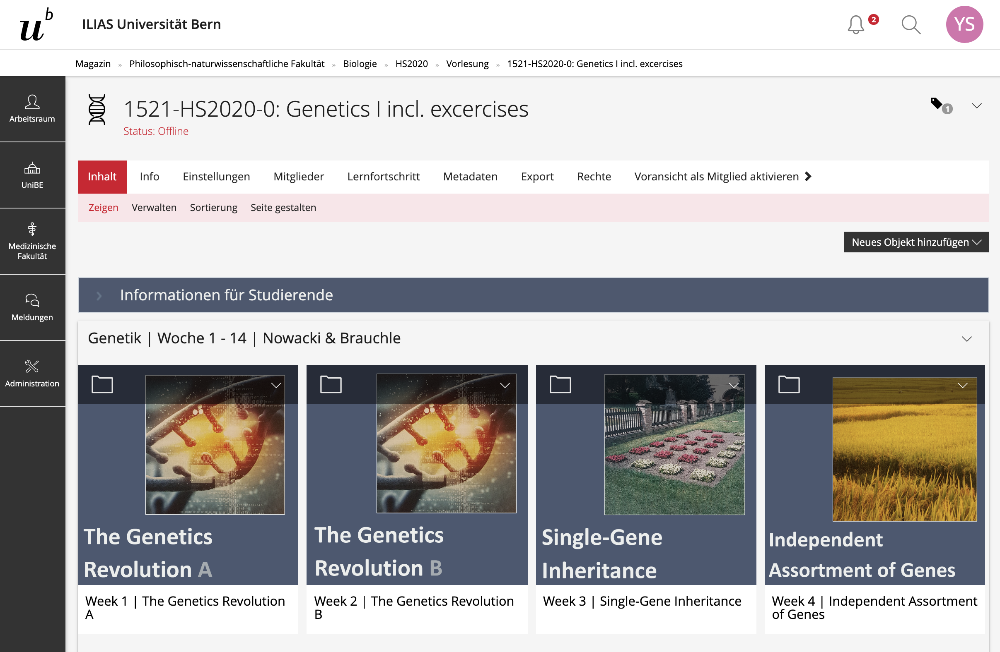 u b
ILIAS Universität Bern
2
YS
Magazin » Philosophisch-naturwissenschaftliche Fakultät » Biologie » HS2020 » Vorlesung » 1521-HS2020-0: Genetics I incl. excercises
Arbeitsraum
UniBE
Medizinische
Fakultät
Meldungen
Administration
1521-HS2020-0: Genetics I incl. excercises
1
Status: Offline
Inhalt Info Einstellungen Mitglieder Lernfortschritt Metadaten Export Rechte Voransicht als Mitglied aktivieren
Zeigen Verwalten Sortierung Seite gestalten
Neues Objekt hinzufügen
Informationen für Studierende
Genetik | Woche 1 - 14 | Nowacki & Brauchle
The Genetics
Revolution A
Week 1 | The Genetics Revolution
A
The Genetics
Revolution B
Week 2 | The Genetics Revolution
B
Single-Gene
Inheritance
Week 3 | Single-Gene Inheritance
Independent
Assortment of Genes
Week 4 | Independent Assortment
of Genes